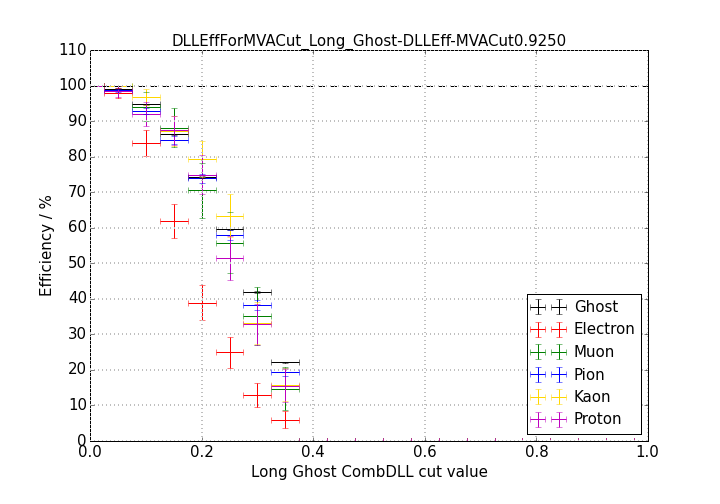 DLLEffForMVACut_Long_Ghost-DLLEff-MVACut0.9250
110
100
90
80
70
60
50
40
30
20
10
0
Efficiency / %
Ghost
Electron
Muon
Pion
Kaon
Proton
0.0 0.2 0.4 0.6 0.8 1.0
Long Ghost CombDLL cut value